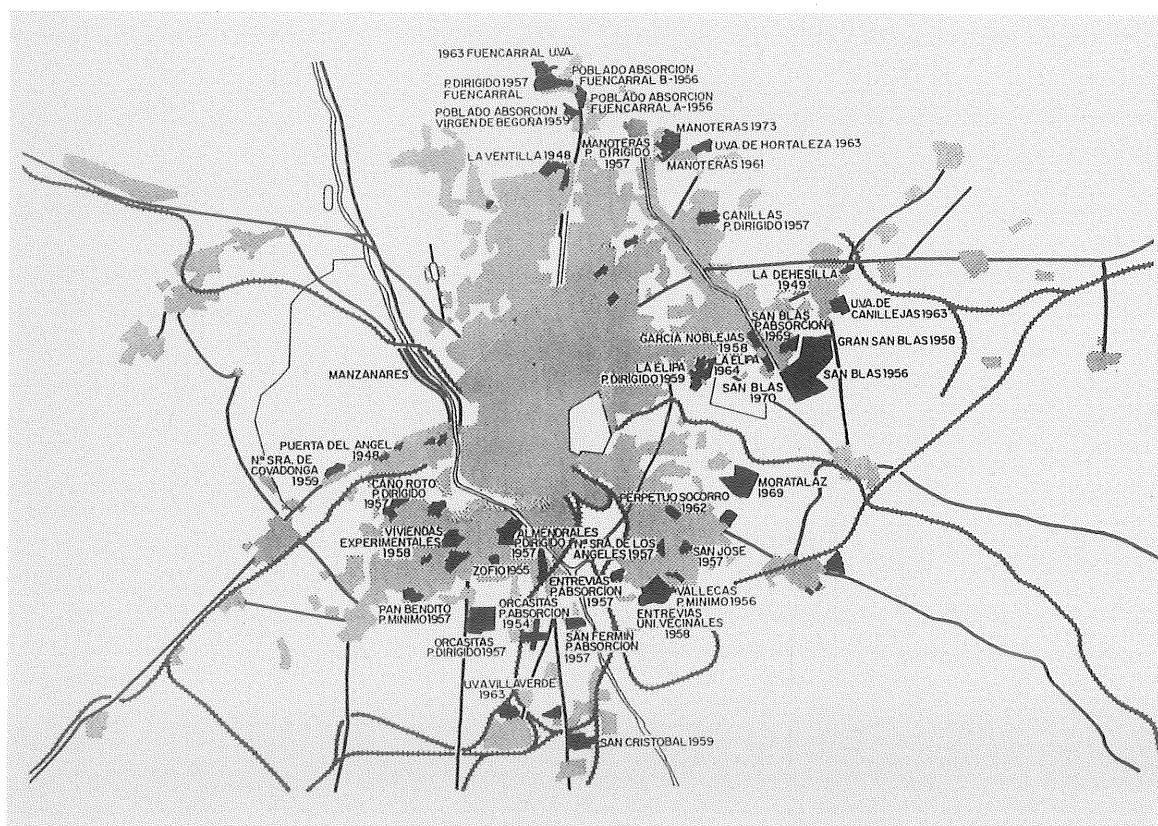 1963 FUENCARRAL U.V.A.
P. DIRIGIDO 1957
FUENCARRAL
POBLADO ABSORCION
FUENCARRAL B-1956
POBLADO ABSORCION
FUENCARRAL A-1956
POBLADO ABSORCION
VIRGEN DE BEGOÑA 1959
MANOTERAS 1973
MANOTERAS
P. DIRIGIDO
1957
U.V.A. DE HORTALEZA 1963
LA VENTILLA 1948
MANOTERAS 1961
CANILLAS
P. DIRIGIDO 1957
LA DEHESILLA
1949
U.V.A. DE
CANILLEJAS 1963
SAN BLAS
P.ABSORCION
1969
GARCIA NOBLEJAS
1958
GRAN SAN BLAS 1958
LA ELIPA
1964
LA ELIPA
P. DIRIGIDO 1959
SAN BLAS 1956
SAN BLAS
1970
MANZANARES
PUERTA DEL ANGEL
1948
Nª SRA. DE
COVADONGA
1959
CAÑO ROTO
P. DIRIGIDO
1957
MORATALAZ
1969
PERPETUO SOCORRO
1962
VIVIENDAS
EXPERIMENTALES
1958
ALMENDRALES
P. DIRIGIDO
1957
Nª SRA. DE LOS
ANGELES 1957
SAN JOSE
1957
ZOFIO 1955
ENTREVIAS
P.ABSORCION
1957
VALLECAS
P. MINIMO 1956
PAN BENDITO
P. MINIMO 1957
ORCASITAS
P.ABSORCION
1954
ENTREVIAS
UNI. VECINALES
1958
ORCASITAS
P. DIRIGIDO 1957
SAN FERMIN
P.ABSORCION
1957
U.V.A VILLAVERDE
1963
SAN CRISTOBAL 1959